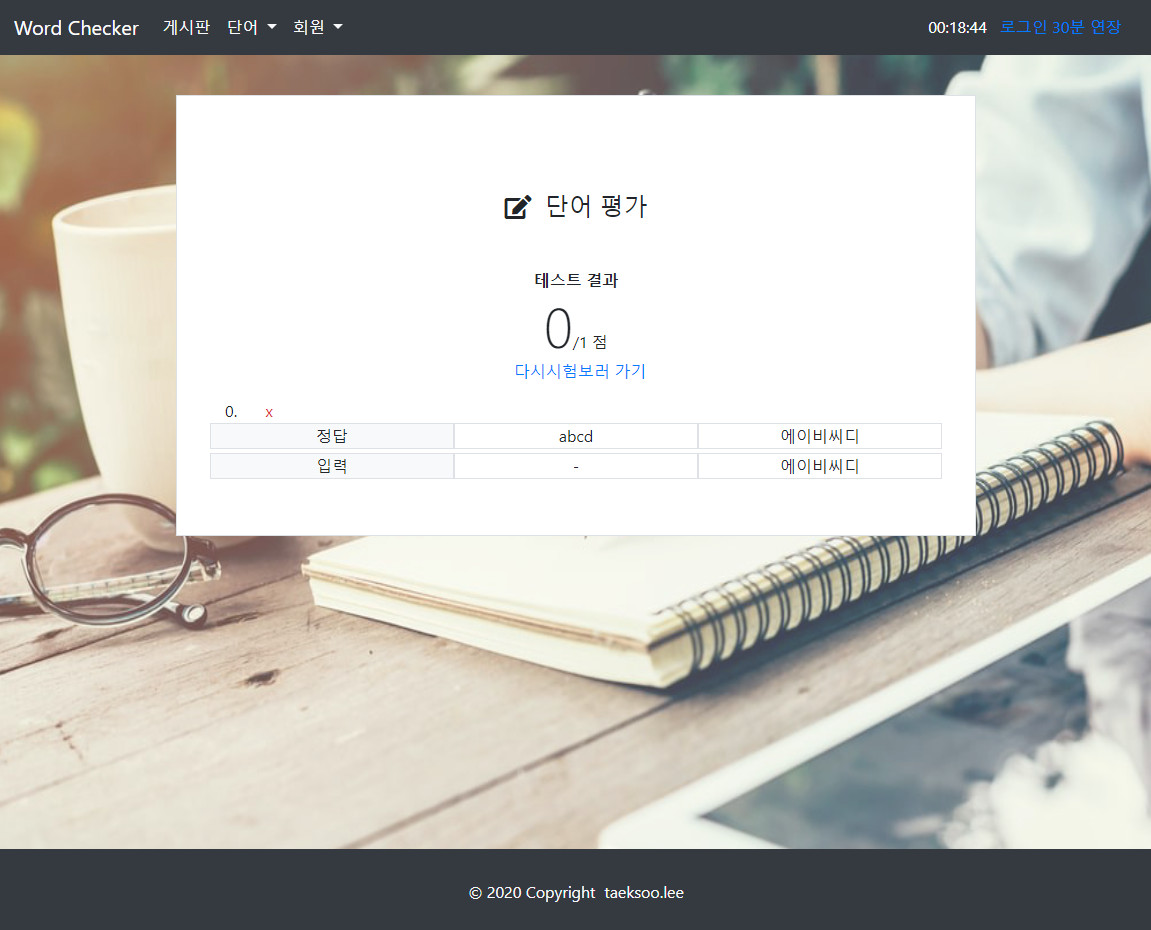 Word Checker 게시판 단어 회원 00:18:44 로그인 30분 연장
단어 평가
테스트 결과
0/1 점
다시시험보러 가기
0. x
정답 abcd 에이비씨디
입력 - 에이비씨디
© 2020 Copyright taeksoo.lee